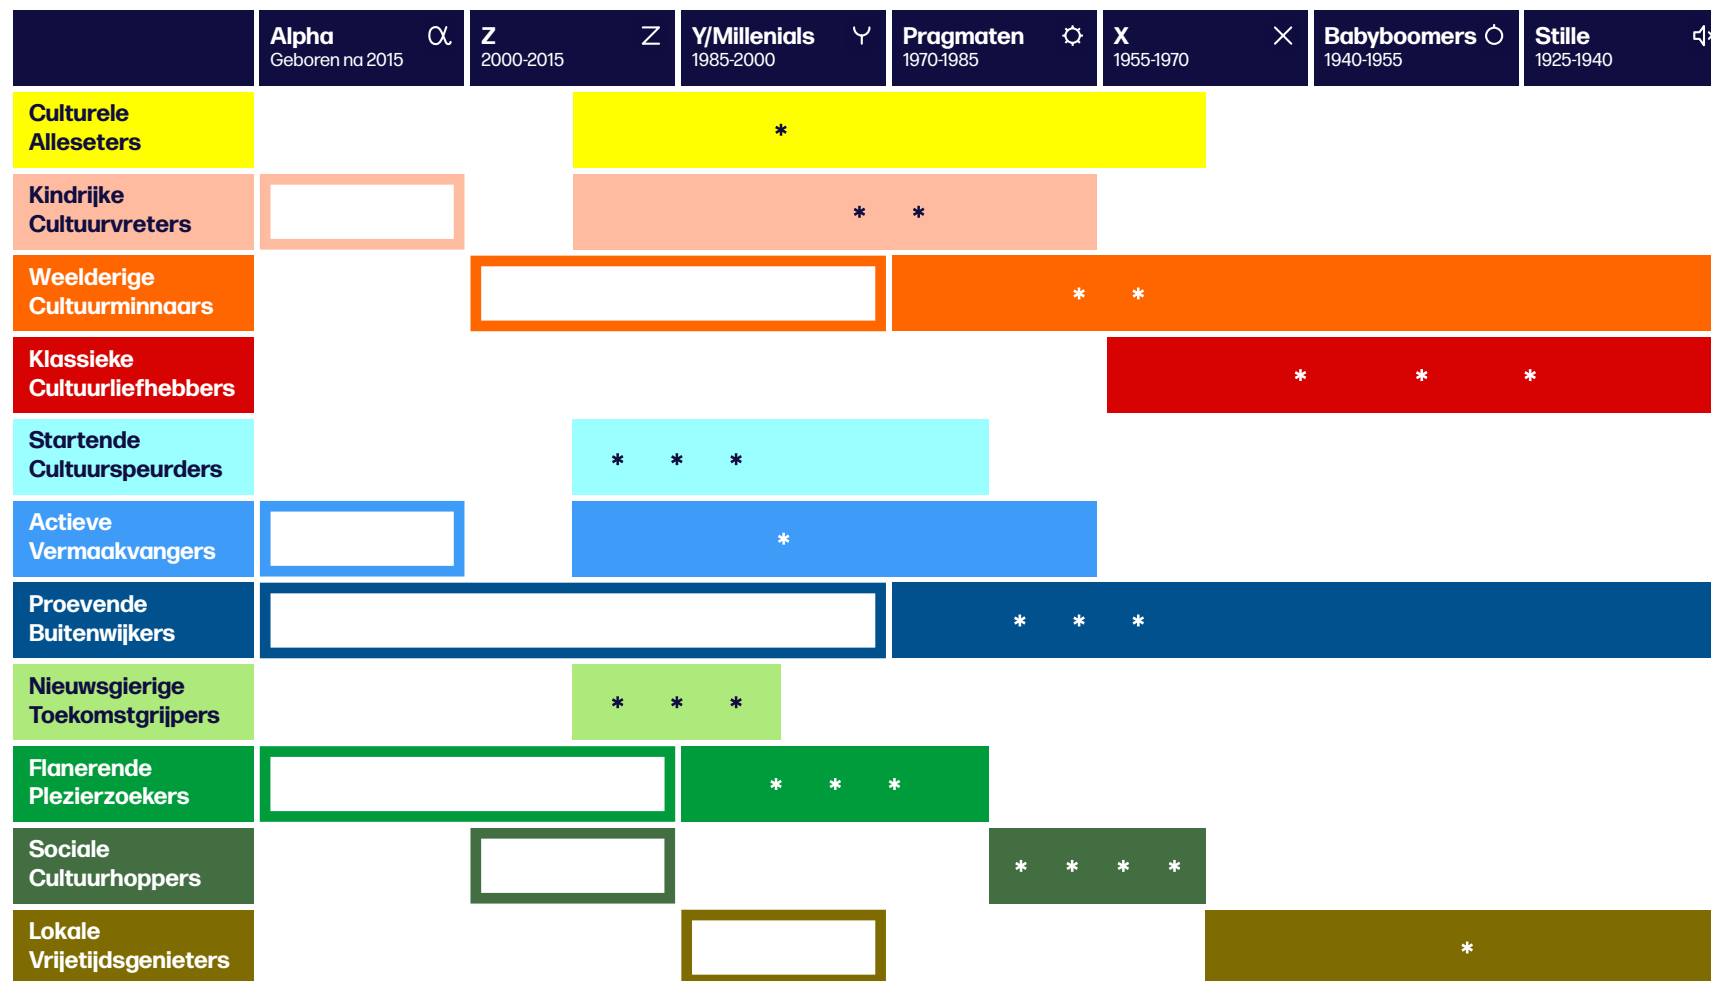 Alpha
Geboren na 2015
Z
2000-2015
Y/Millenials
1985-2000
Pragmaten
1970-1985
X
1955-1970
Babyboomers
1940-1955
Stille
1925-1940
Culturele
Alleseters
*
Kindrijke
Cultuurvreters
* *
Weelderige
Cultuurminnaars
* *
Klassieke
Cultuurliefhebbers
* * *
Startende
Cultuurspeurders
* * *
Actieve
Vermaakvangers
*
Proevende
Buitenwijkers
* * *
Nieuwsgierige
Toekomstgrijpers
* * *
Flanerende
Plezierzoekers
* * *
Sociale
Cultuurhoppers
* * * *
Lokale
Vrijetijdsgenieters
*